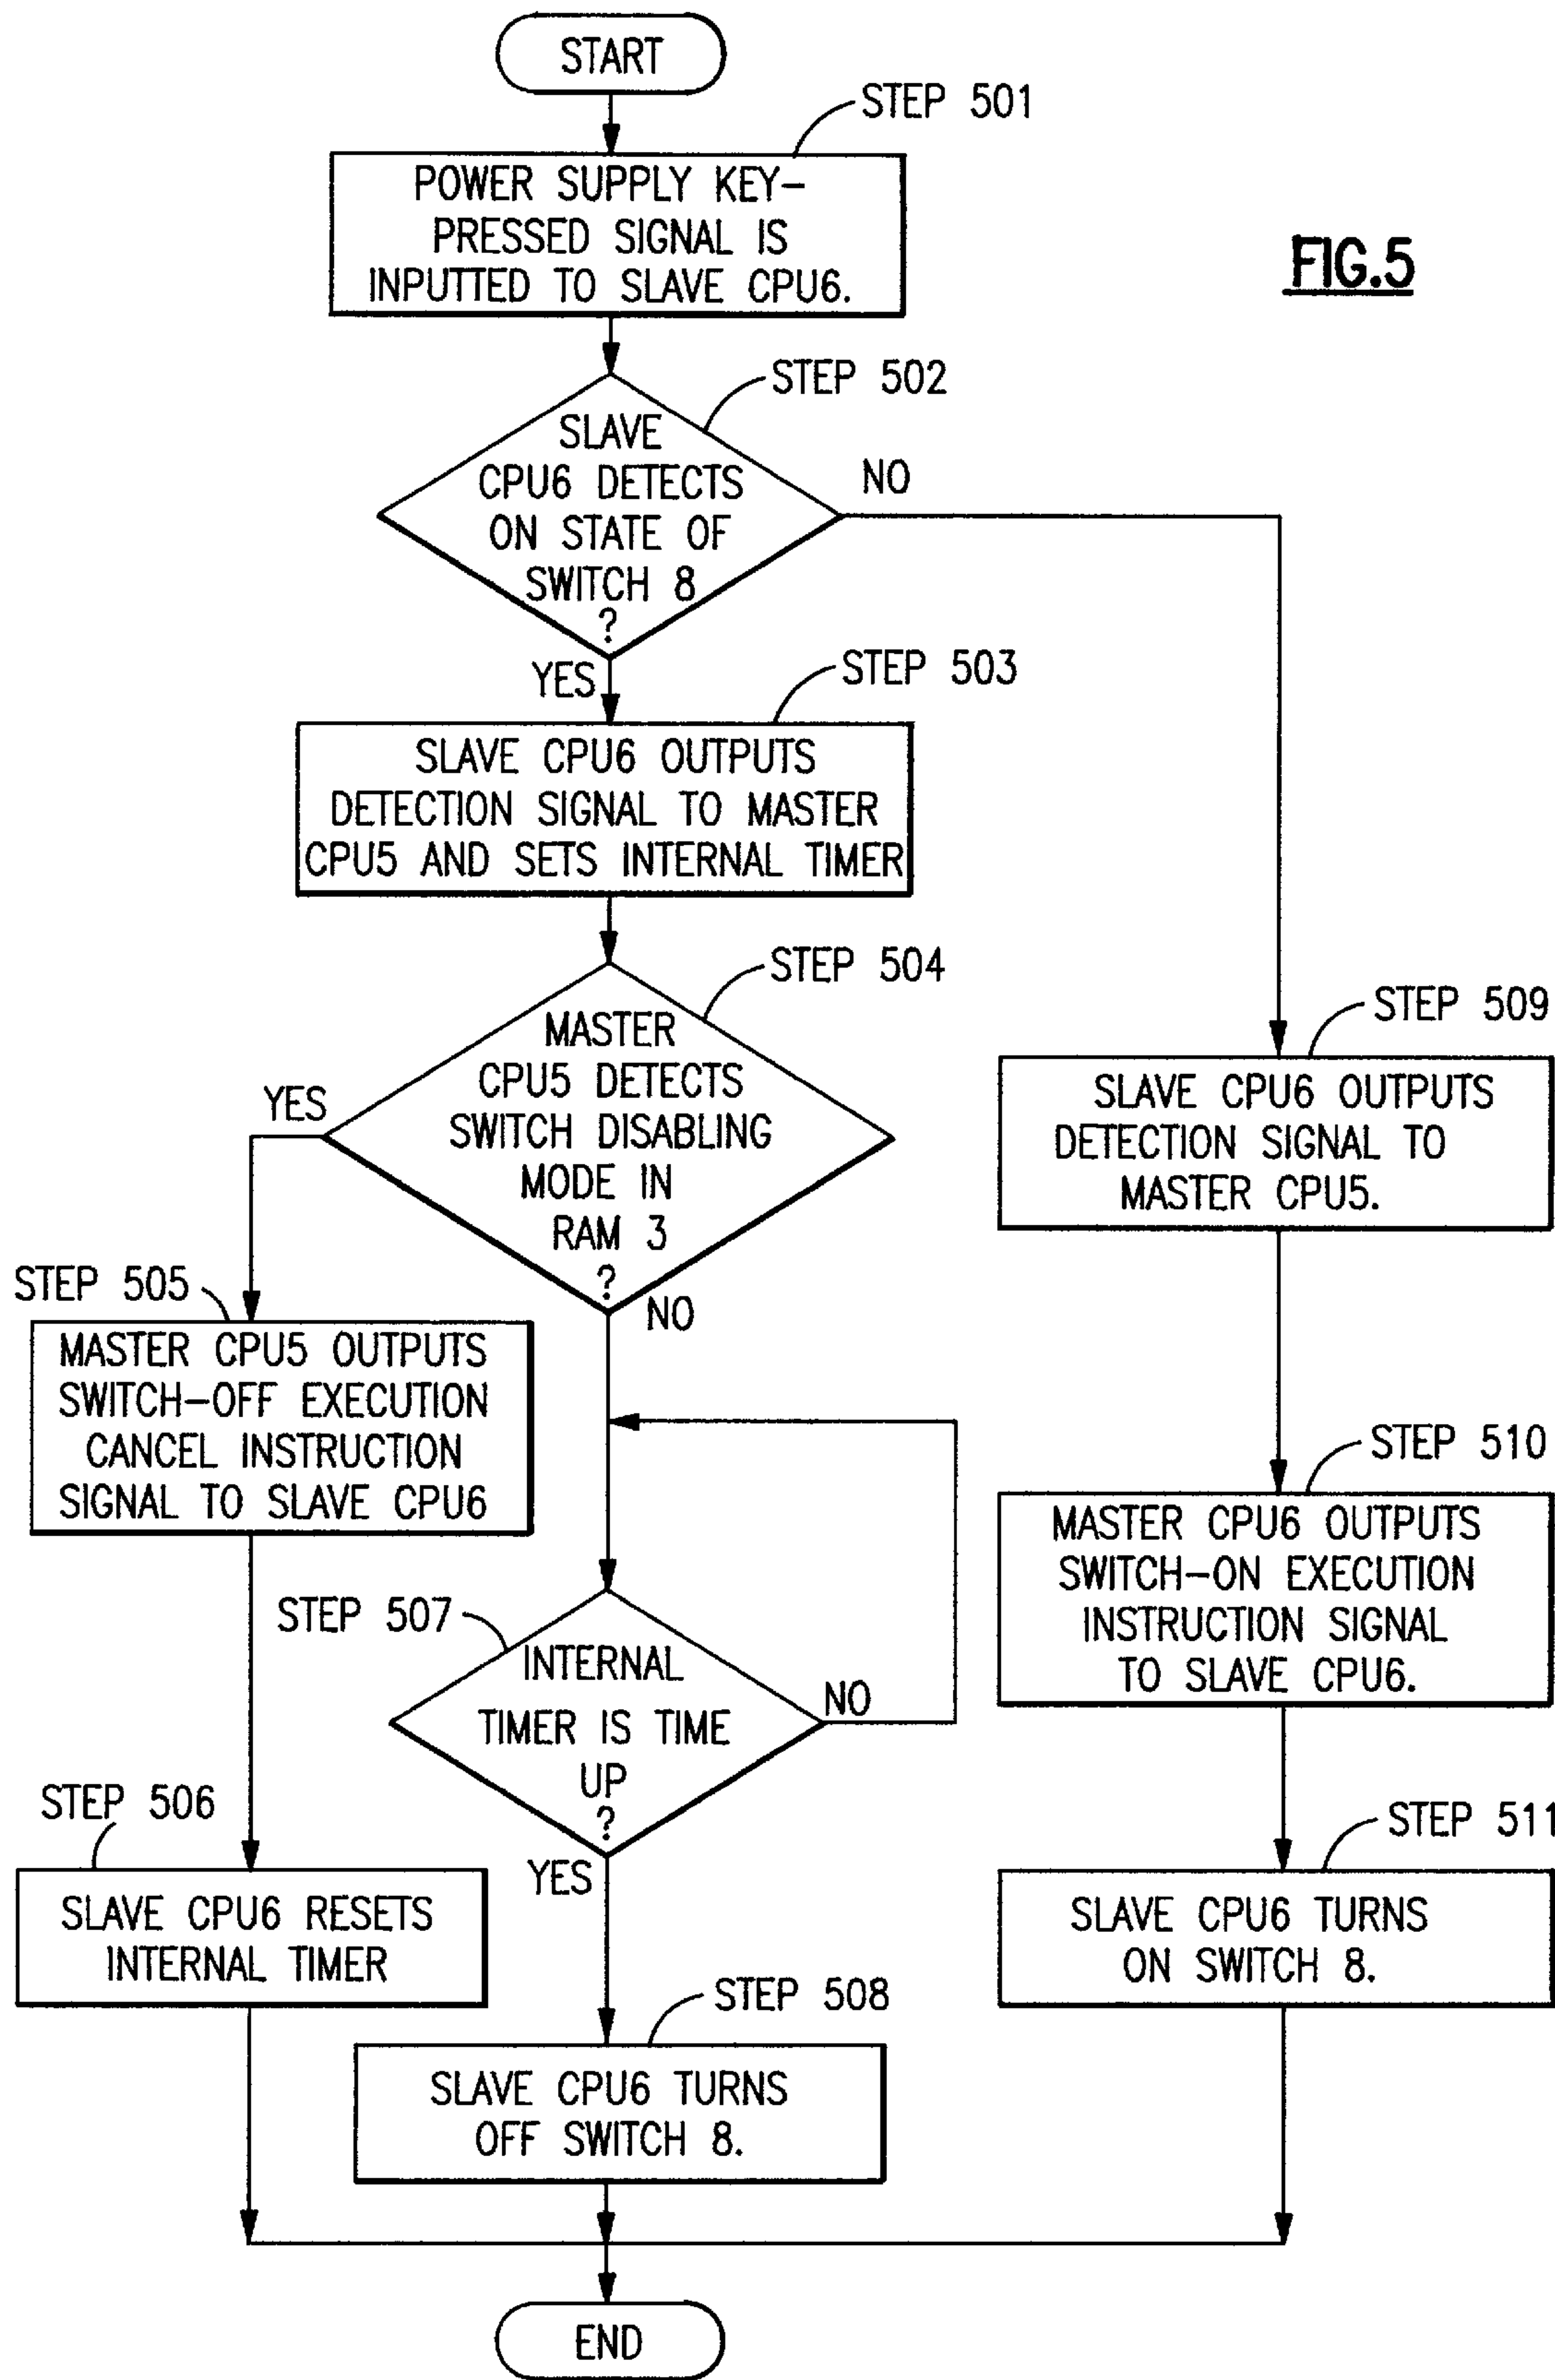 START
STEP 501
POWER SUPPLY KEY-
PRESSED SIGNAL IS
INPUTTED TO SLAVE CPU6.
FIG.5
STEP 502
SLAVE
CPU6 DETECTS
ON STATE OF
SWITCH 8
?
NO
YES
STEP 503
SLAVE CPU6 OUTPUTS
DETECTION SIGNAL TO MASTER
CPU5 AND SETS INTERNAL TIMER
STEP 504
MASTER
CPU5 DETECTS
SWITCH DISABLING
MODE IN
RAM 3
?
YES
NO
STEP 505
MASTER CPU5 OUTPUTS
SWITCH-OFF EXECUTION
CANCEL INSTRUCTION
SIGNAL TO SLAVE CPU6
STEP 506
SLAVE CPU6 RESETS
INTERNAL TIMER
STEP 507
INTERNAL
TIMER IS TIME
UP
?
NO
YES
STEP 508
SLAVE CPU6 TURNS
OFF SWITCH 8.
STEP 509
SLAVE CPU6 OUTPUTS
DETECTION SIGNAL TO
MASTER CPU5.
STEP 510
MASTER CPU6 OUTPUTS
SWITCH-ON EXECUTION
INSTRUCTION SIGNAL
TO SLAVE CPU6.
STEP 511
SLAVE CPU6 TURNS
ON SWITCH 8.
END